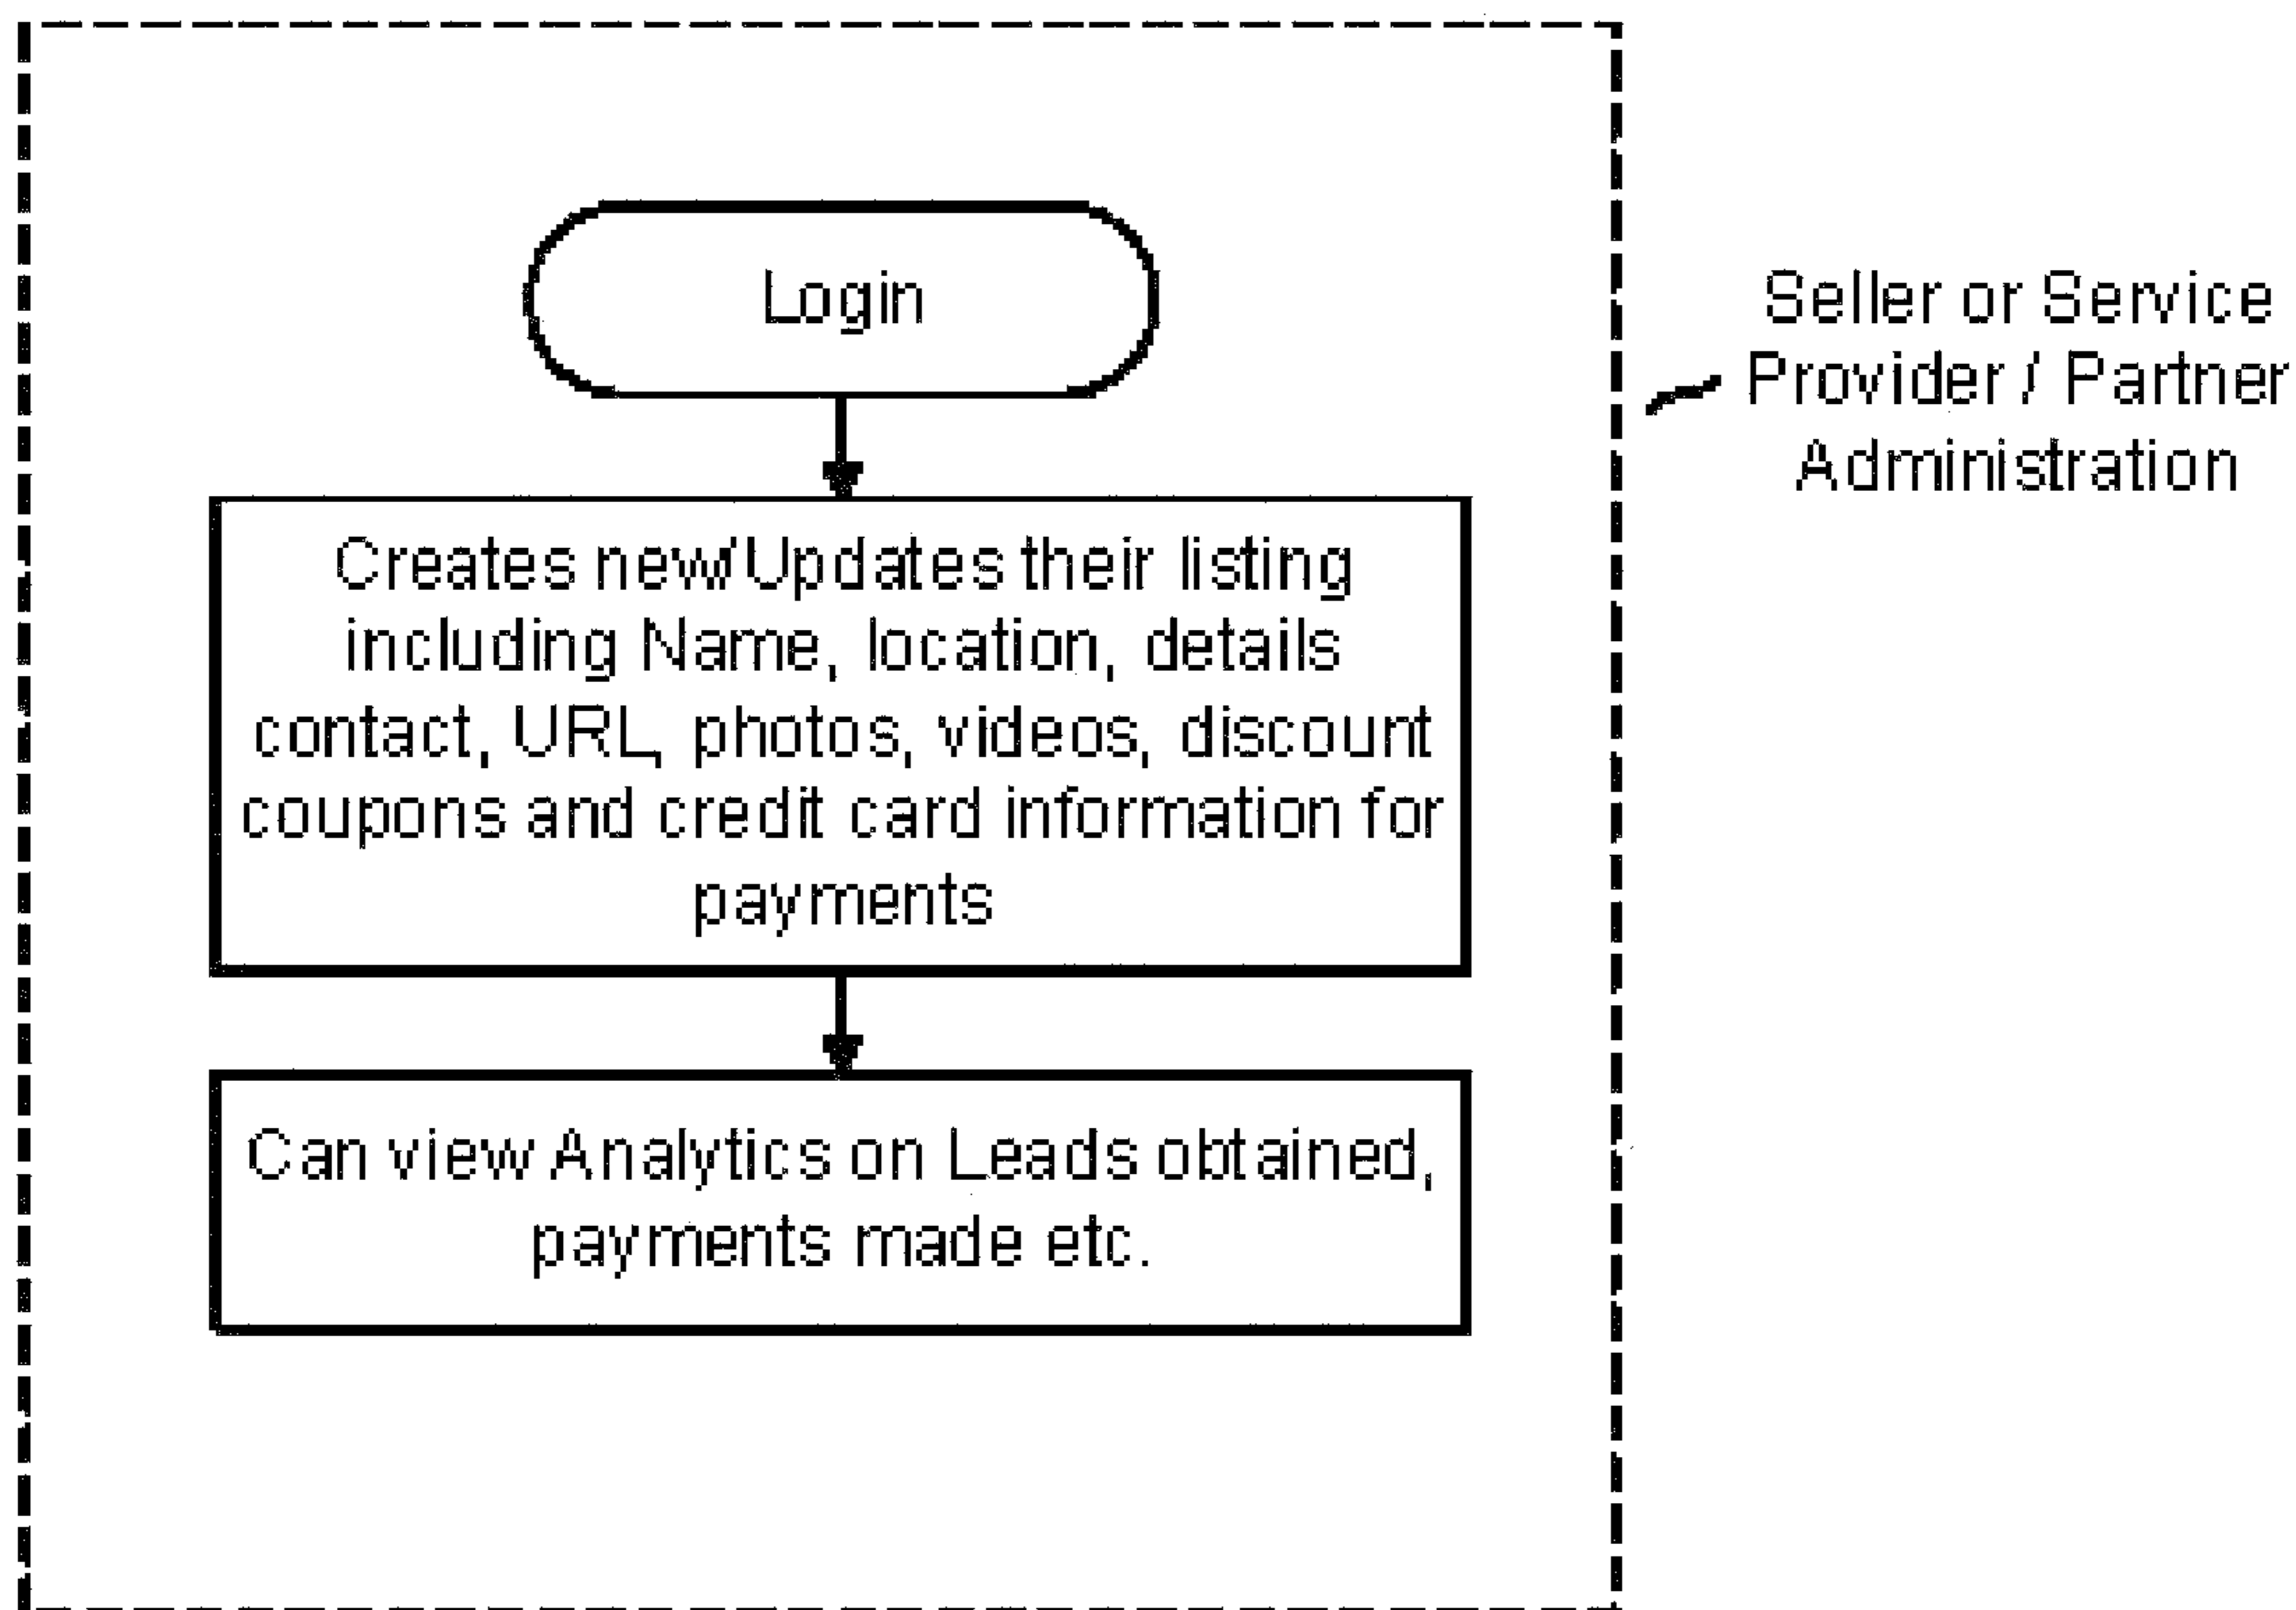 Login
Seller or Service
Provider / Partner
Administration
Creates new/Updates their listing
including Name, location, details
contact, URL, photos, videos, discount
coupons and credit card information for
payments
Can view Analytics on Leads obtained,
payments made etc.